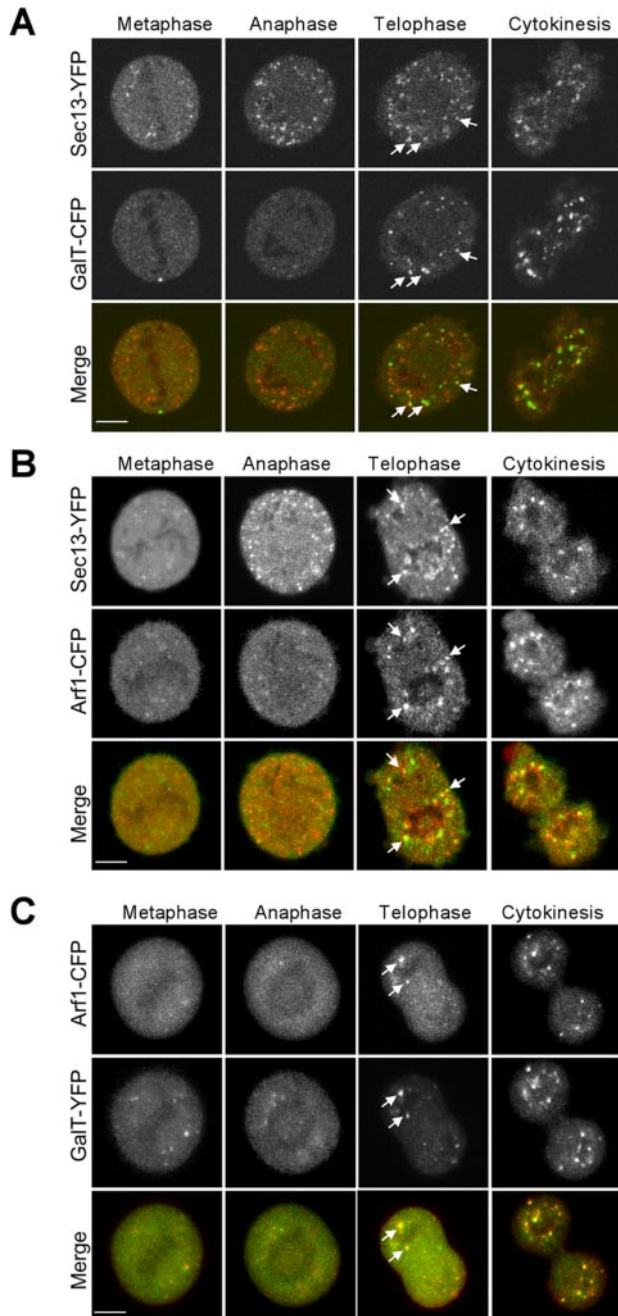 A
Metaphase Anaphase Telophase Cytokinesis
Sec13-YFP
GalT-CFP
Merge
B
Metaphase Anaphase Telophase Cytokinesis
Sec13-YFP
Arf1-CFP
Merge
C
Metaphase Anaphase Telophase Cytokinesis
Arf1-CFP
GalT-YFP
Merge